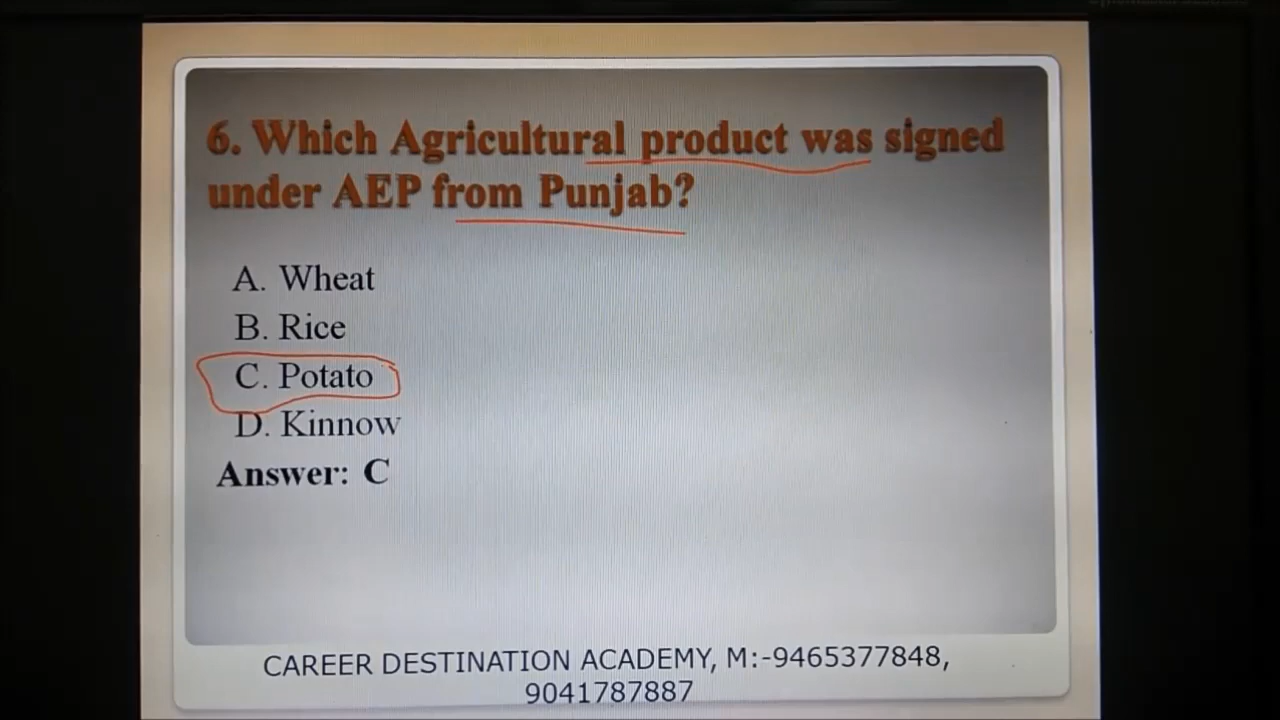 6. Which Agricultural product was signed
under AEP from Punjab?
A. Wheat
B. Rice
C. Potato
D. Kinnow
Answer: C
CAREER DESTINATION ACADEMY, M:-9465377848,
9041787887